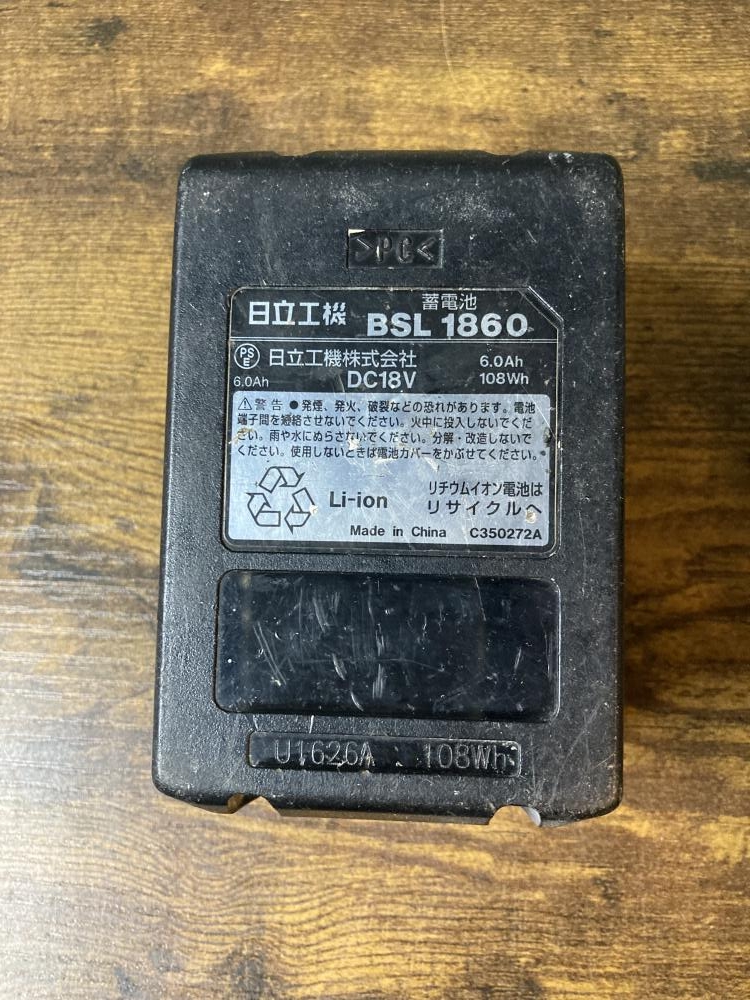 >PC<
日立工機 蓄電池 BSL 1860
PSE 日立工機株式会社 6.0Ah
6.0Ah DC18V 108Wh
⚠警告 ●発煙、発火、破裂などの恐れがあります。電池
端子間を短絡させないでください。火中に投入しないでくだ
さい。雨や水にぬらさないでください。分解・改造しないで
ください。使用しないときは電池カバーをかぶせてください。
Li-ion リチウムイオン電池は
リサイクルへ
Made in China C350272A
U1626A 108Wh